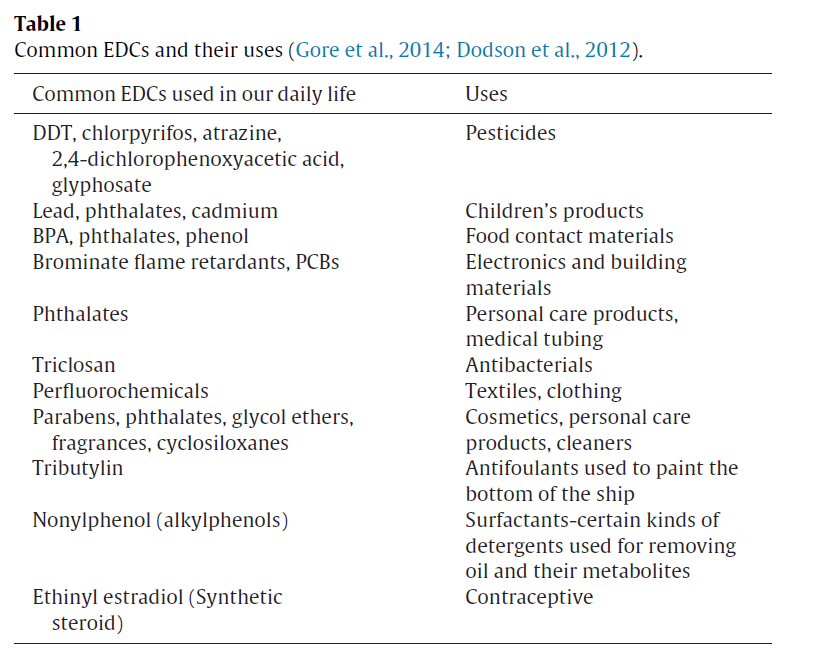 Table 1
Common EDCs and their uses (Gore et al., 2014; Dodson et al., 2012).
Common EDCs used in our daily life Uses
DDT, chlorpyrifos, atrazine, Pesticides
2,4-dichlorophenoxyacetic acid,
glyphosate
Lead, phthalates, cadmium Children's products
BPA, phthalates, phenol Food contact materials
Brominate flame retardants, PCBs Electronics and building
materials
Phthalates Personal care products,
medical tubing
Triclosan Antibacterials
Perfluorochemicals Textiles, clothing
Parabens, phthalates, glycol ethers, Cosmetics, personal care
fragrances, cyclosiloxanes products, cleaners
Tributylin Antifoulants used to paint the
bottom of the ship
Nonylphenol (alkylphenols) Surfactants-certain kinds of
detergents used for removing
oil and their metabolites
Ethinyl estradiol (Synthetic Contraceptive
steroid)